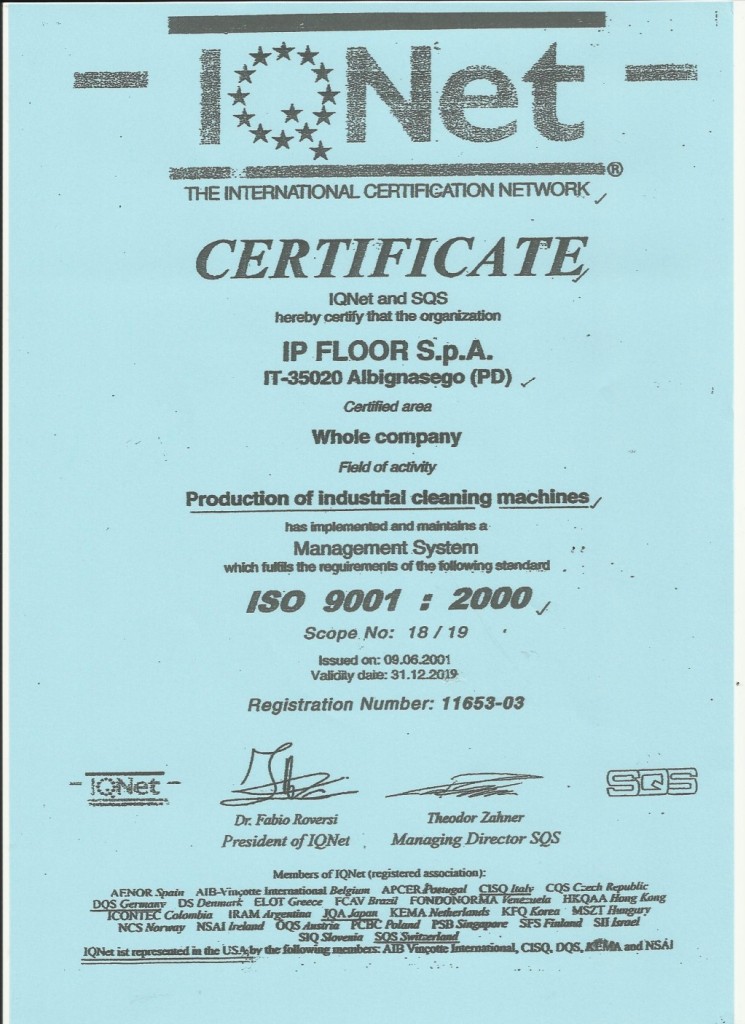 IQNet
®
THE INTERNATIONAL CERTIFICATION NETWORK
CERTIFICATE
IQNet and SQS
hereby certify that the organization
IP FLOOR S.p.A.
IT-35020 Albignasego (PD)
Certified area
Whole company
Field of activity
Production of industrial cleaning machines
has implemented and maintains a
Management System
which fulfils the requirements of the following standard
ISO 9001 : 2000
Scope No: 18 / 19
Issued on: 09.06.2001
Validity date: 31.12.2019
Registration Number: 11653-03
IQNet
SQS
Dr. Fabio Roversi
Theodor Zahner
President of IQNet
Managing Director SQS
Members of IQNet (registered association):
AENOR Spain AIB-Vinçotte International Belgium APCER Portugal CISQ Italy CQS Czech Republic
DQS Germany DS Denmark ELOT Greece FCAV Brazil FONDONORMA Venezuela HKQAA Hong Kong
ICONTEC Colombia IRAM Argentina JQA Japan KEMA Netherlands KFQ Korea MSZT Hungary
NCS Norway NSAI Ireland ÖQS Austria PCBC Poland PSB Singapore SFS Finland SII Israel
SIQ Slovenia SQS Switzerland
IQNet ist represented in the USA by the following members: AIB Vinçotte International, CISQ, DQS, KEMA and NSAI